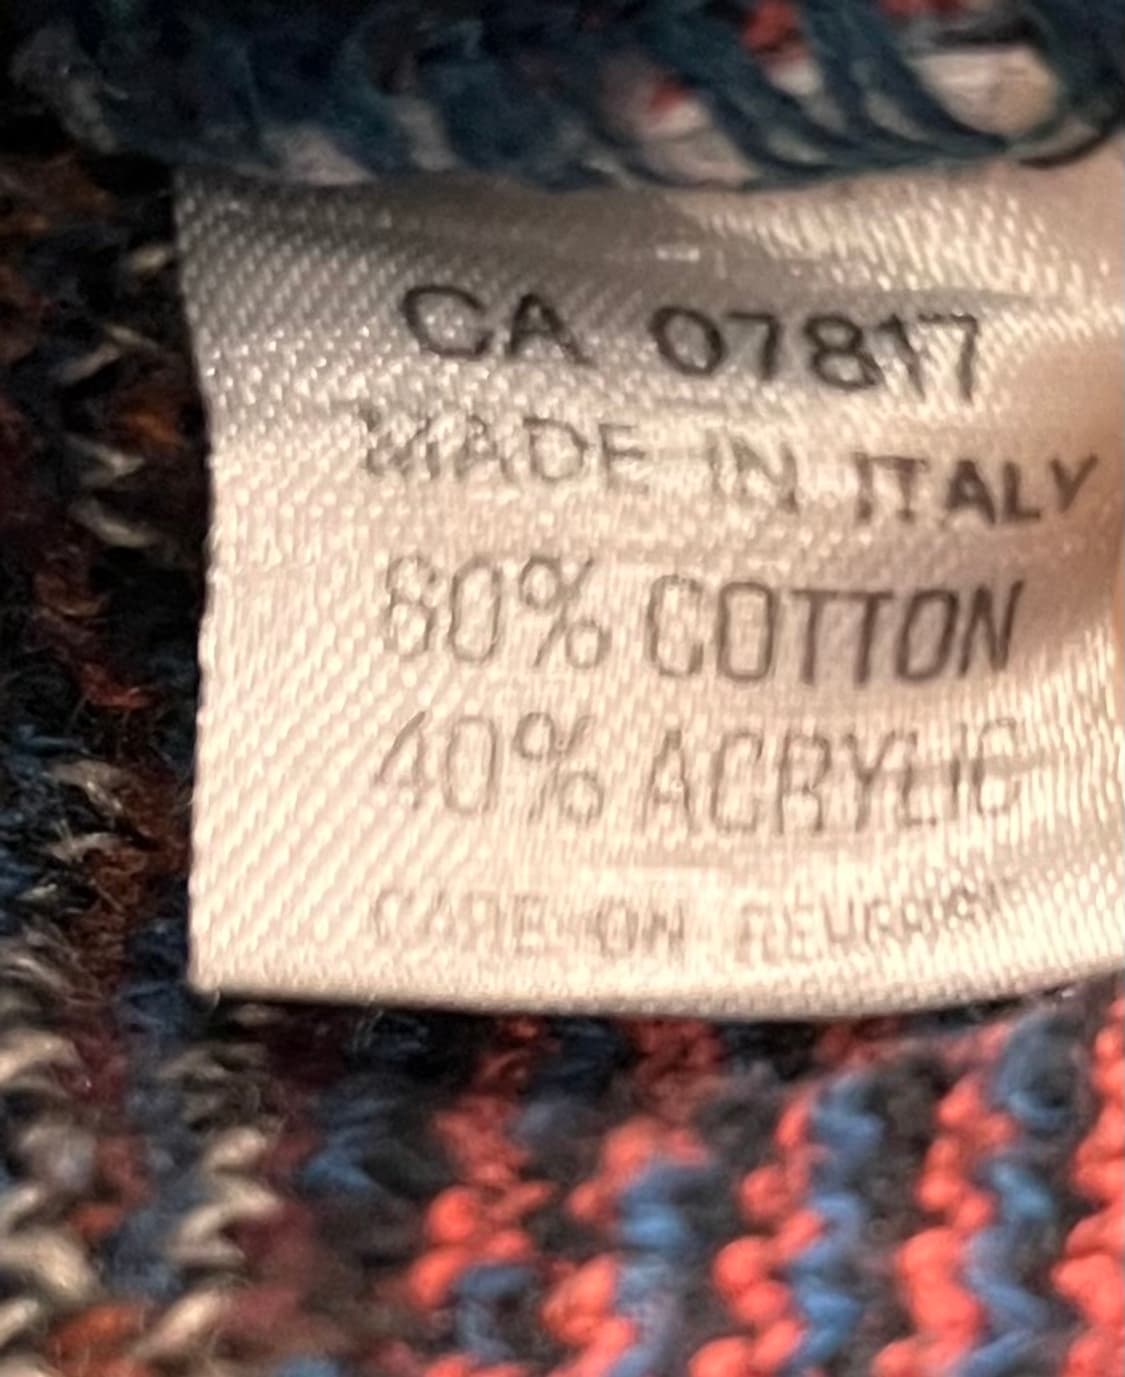 CA 07817
MADE IN ITALY
60% COTTON
40% ACRYLIC
CARE ON